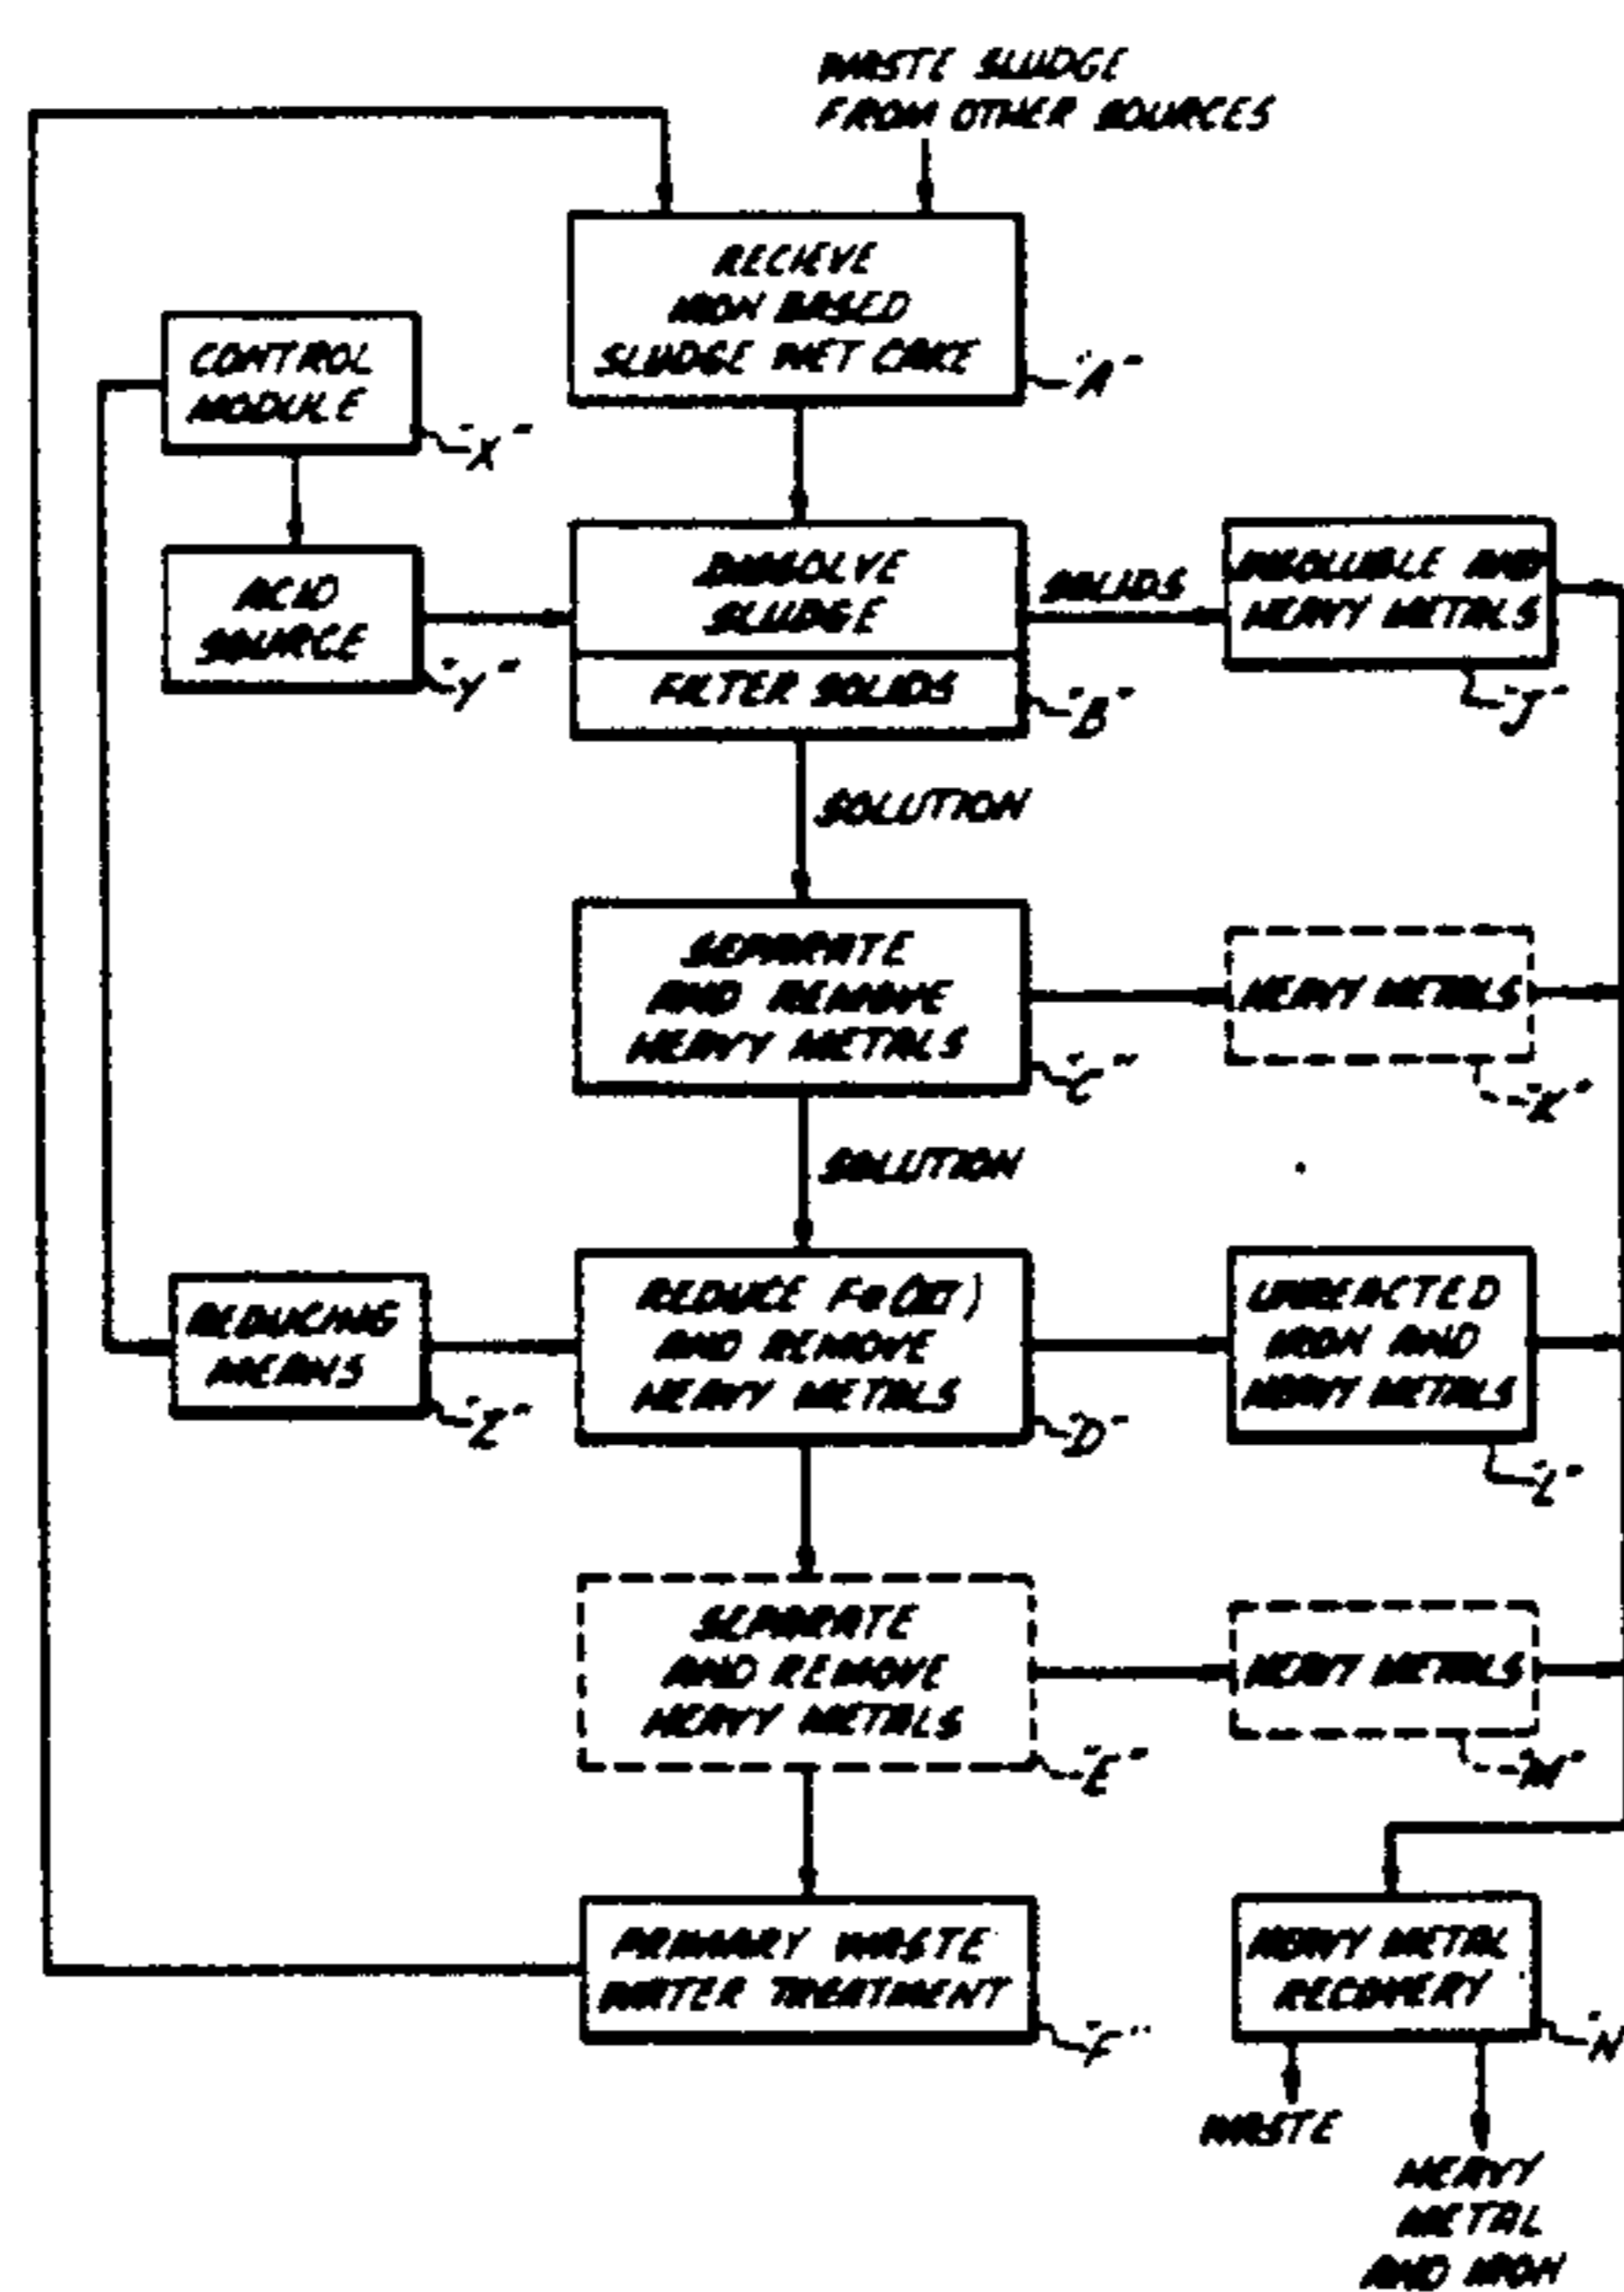 WASTE SLUDGE
FROM OTHER SOURCES
RECIEVE
IRON BASED
SLUDGE WET CAKE
"A"
CONTROL
MODULE
"X"
ACID
SOURCE
"Y"
DISSOLVE
SLUDGE
FILTER SOLIDS
"B"
SOLIDS
INSOLUBLE AND
HEAVY METALS
"J"
SOLUTION
SEPARATE
AND REMOVE
HEAVY METALS
"C"
HEAVY METALS
"K"
SOLUTION
REDUCING
MEANS
"Z"
REDUCE Fe(III)
AND REMOVE
HEAVY METALS
"D"
UNREACTED
IRON AND
HEAVY METALS
"L"
SEPARATE
AND REMOVE
HEAVY METALS
"E"
HEAVY METALS
"M"
PRIMARY WASTE
WATER TREATMENT
"F"
HEAVY METAL
RECOVERY
"N
WASTE
HEAVY
METAL
AND IRON